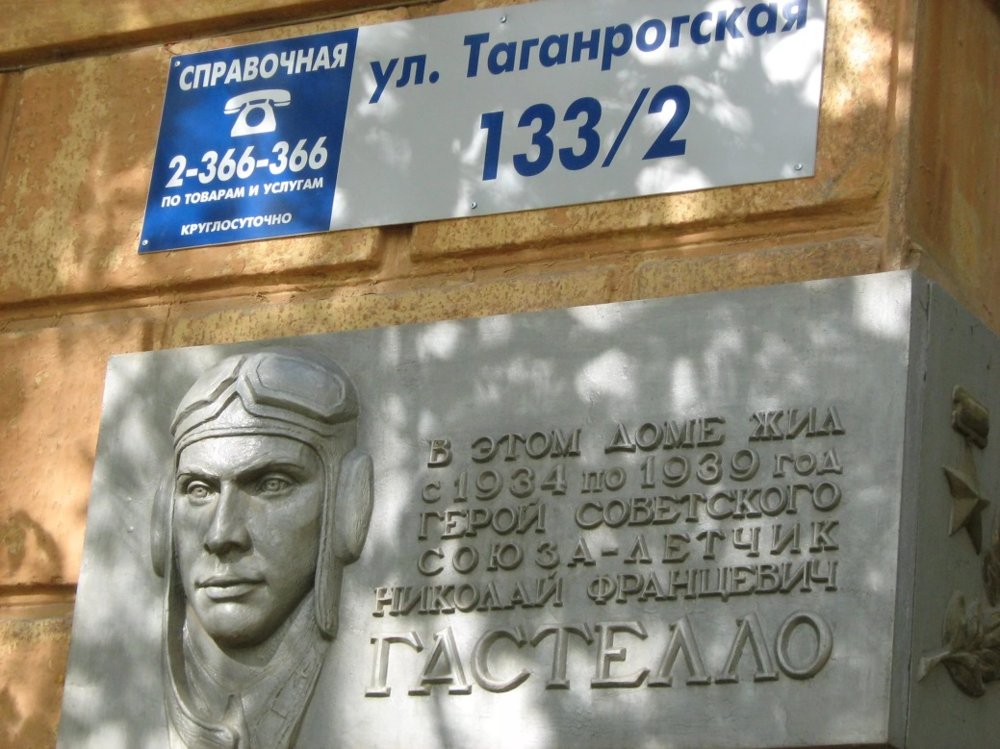 СПРАВОЧНАЯ
2-366-366
ПО ТОВАРАМ И УСЛУГАМ
КРУГЛОСУТОЧНО
ул. Таганрогская
133/2
В ЭТОМ ДОМЕ ЖИЛ
С 1934 ПО 1939 ГОД
ГЕРОЙ СОВЕТСКОГО
СОЮЗА-ЛЕТЧИК
НИКОЛАЙ ФРАНЦЕВИЧ
ГАСТЕЛЛО